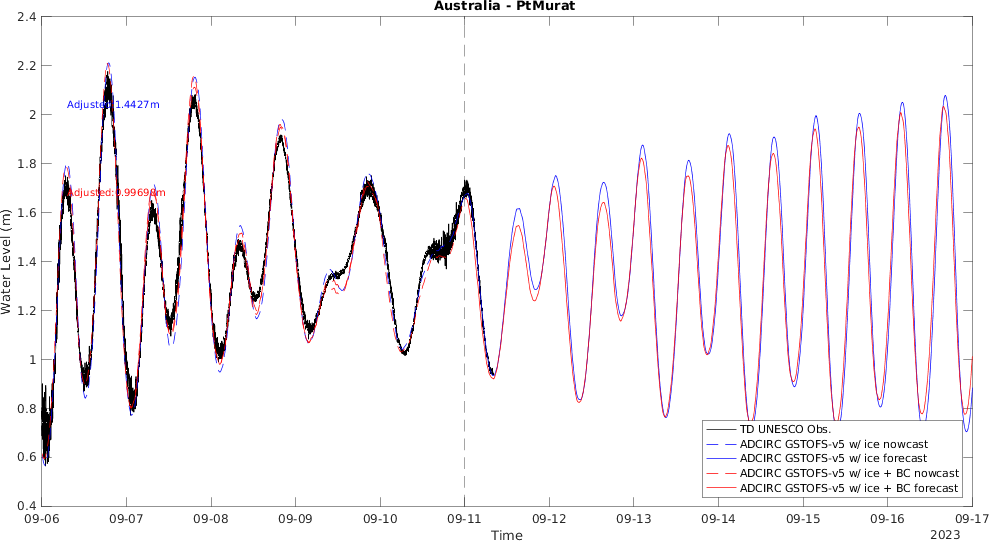 Australia - PtMurat
2.4
2.2
2
1.8
1.6
1.4
1.2
1
0.8
0.6
0.4
Water Level (m)
Adjusted:1.4427m
Adjusted:0.9969
TD UNESCO Obs.
ADCIRC GSTOFS-v5 w/ ice nowcast
ADCIRC GSTOFS-v5 w/ ice forecast
ADCIRC GSTOFS-v5 w/ ice + BC nowcast
ADCIRC GSTOFS-v5 w/ ice + BC forecast
09-06 09-07 09-08 09-09 09-10 09-11 09-12 09-13 09-14 09-15 09-16 09-17
Time
2023